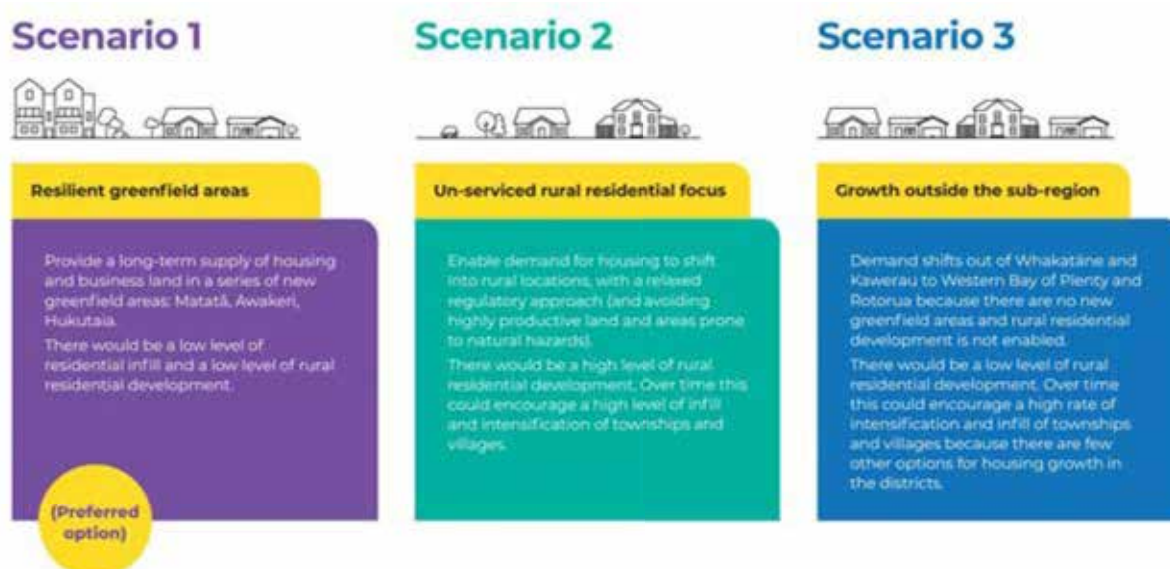 Scenario 1
Resilient greenfield areas
Provide a long-term supply of housing
and business land in a series of new
greenfield areas: Matatā, Awakeri,
Hukutaia.
There would be a low level of
residential infill and a low level of rural
residential development.
(Preferred
option)
Scenario 2
Un-serviced rural residential focus
Enable demand for housing to shift
into rural locations, with a relaxed
regulatory approach (and avoiding
highly productive land and areas prone
to natural hazards).
There would be a high level of rural
residential development. Over time this
could encourage a high level of infill
and intensification of townships and
villages.
Scenario 3
Growth outside the sub-region
Demand shifts out of Whakatāne and
Kawerau to Western Bay of Plenty and
Rotorua because there are no new
greenfield areas and rural residential
development is not enabled.
There would be a low level of rural
residential development. Over time
this could encourage a high rate of
intensification and infill of townships
and villages because there are few
other options for housing growth in
the districts.